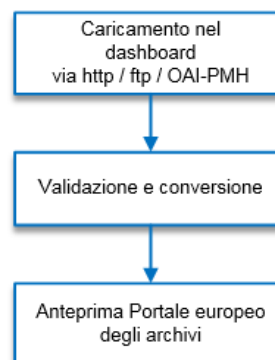 Caricamento nel
dashboard
via http / ftp / OAI-PMH
Validazione e conversione
Anteprima Portale europeo
degli archivi